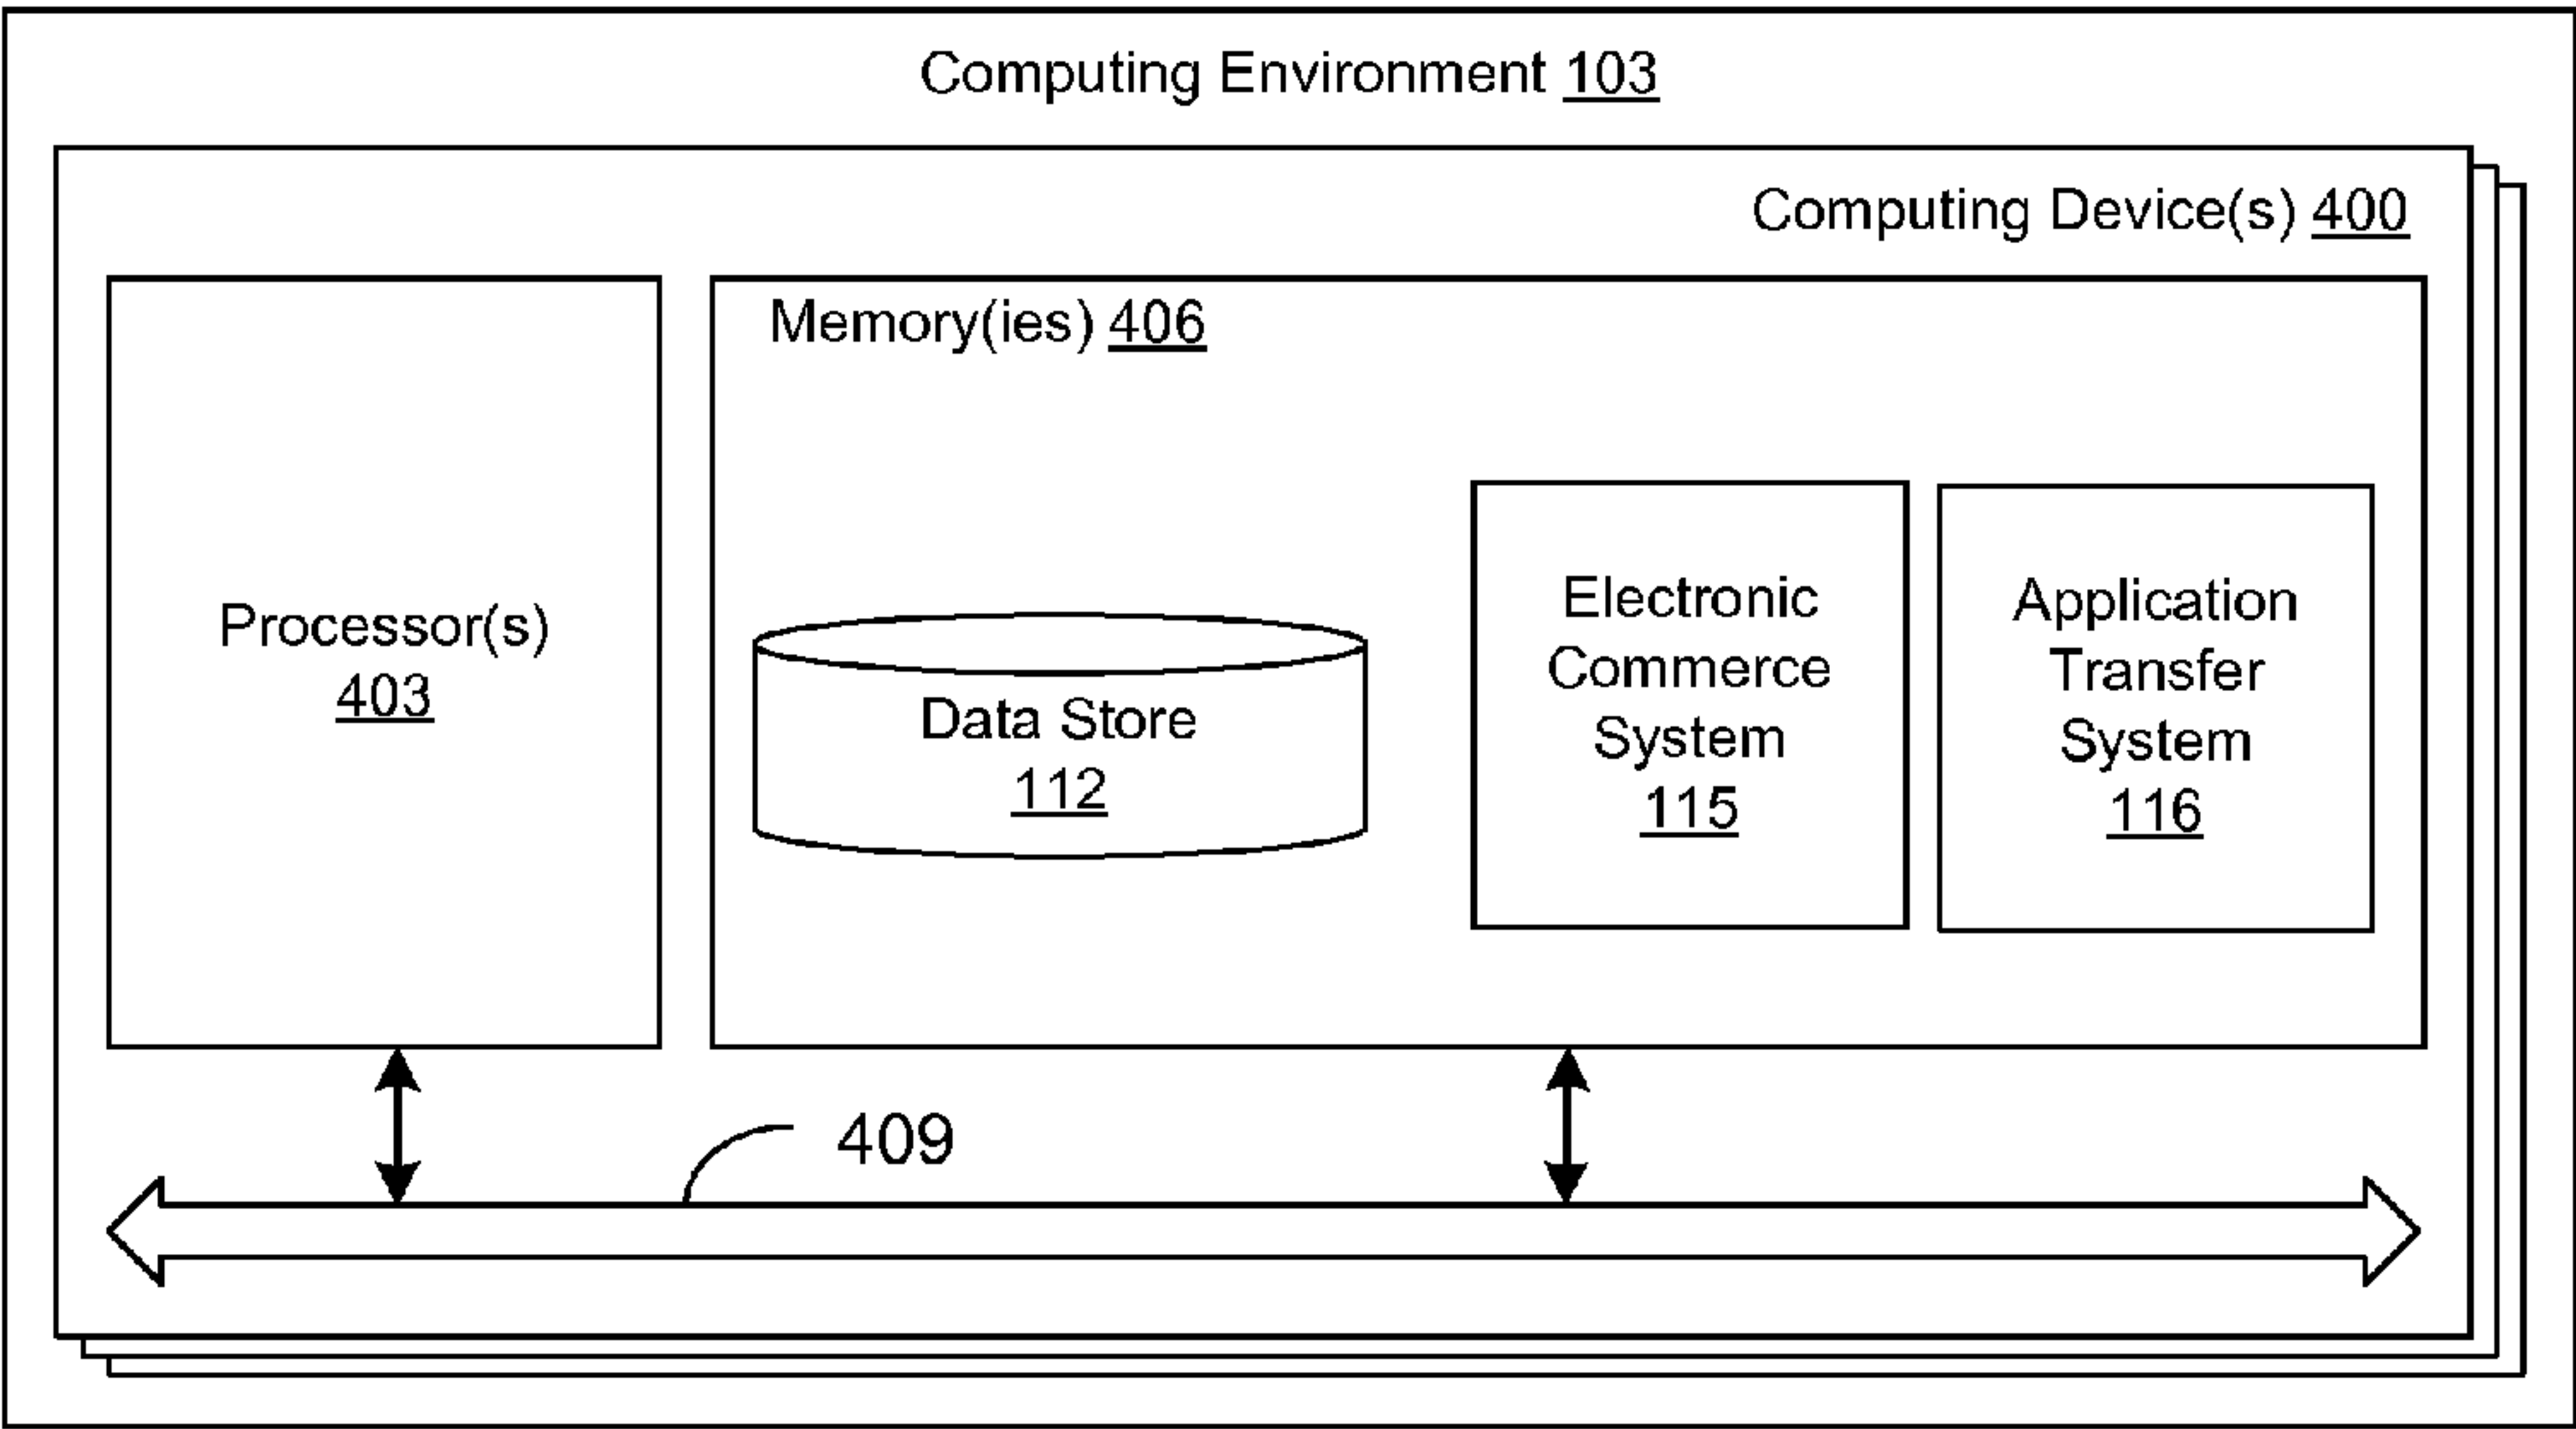 Computing Environment 103
Computing Device(s) 400
Processor(s)
403
Memory(ies) 406
Data Store
112
Electronic
Commerce
System
115
Application
Transfer
System
116
409